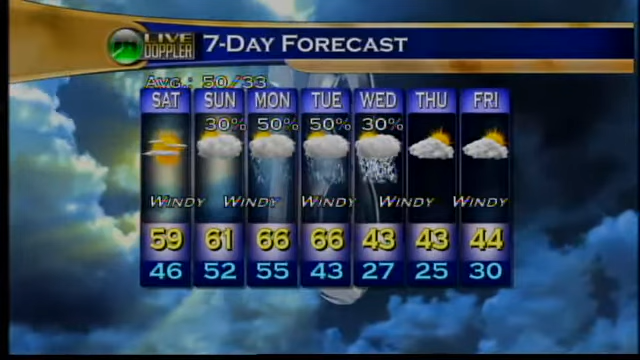 LIVE
DOPPLER
7-DAY FORECAST
AVG.: 50/33
SAT SUN MON TUE WED THU FRI
30% 50% 50% 30%
WINDY WINDY WINDY WINDY WINDY
59 61 66 66 43 43 44
46 52 55 43 27 25 30